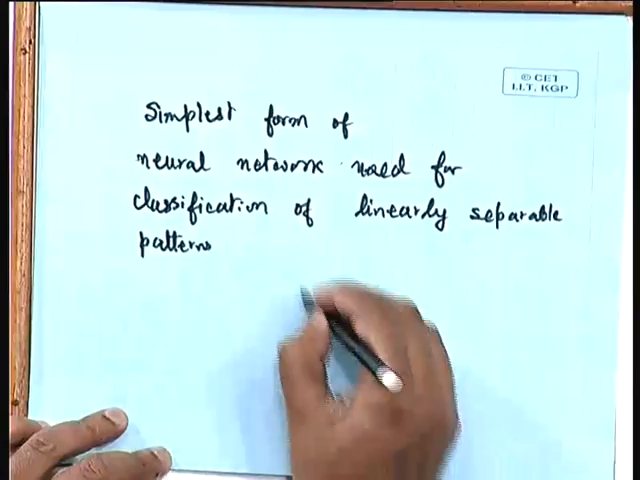 © CET
I.I.T. KGP
Simplest form of
neural network used for
classification of linearly separable
patterns